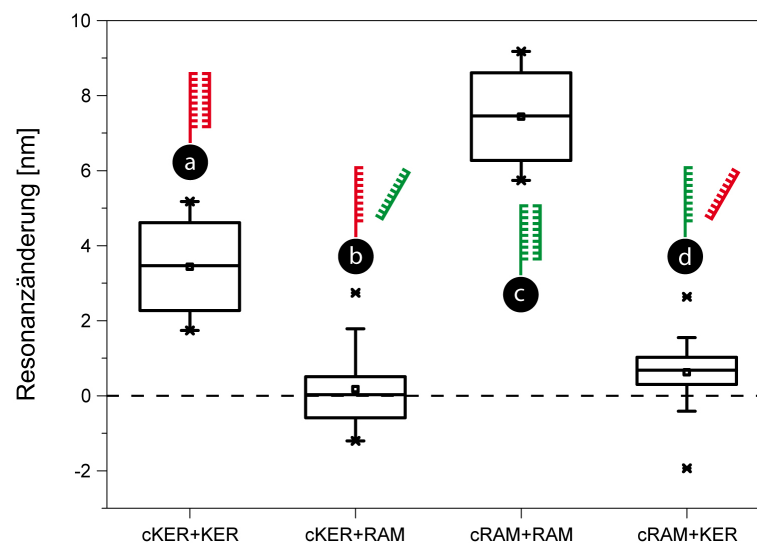 Resonanzänderung [nm]
10
8
6
4
2
0
-2
a
b
c
d
cKER+KER
cKER+RAM
cRAM+RAM
cRAM+KER